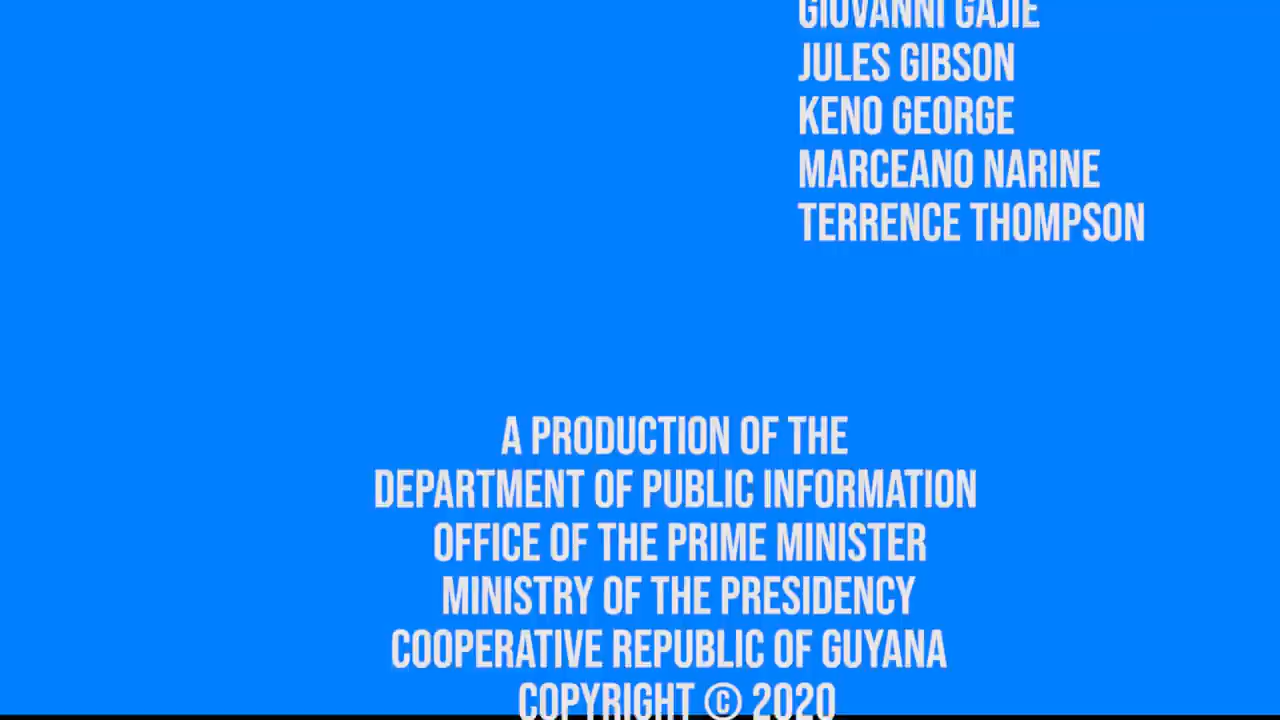 GIOVANNI GAJIE
JULES GIBSON
KENO GEORGE
MARCEANO NARINE
TERRENCE THOMPSON
A PRODUCTION OF THE
DEPARTMENT OF PUBLIC INFORMATION
OFFICE OF THE PRIME MINISTER
MINISTRY OF THE PRESIDENCY
COOPERATIVE REPUBLIC OF GUYANA
COPYRIGHT © 2020